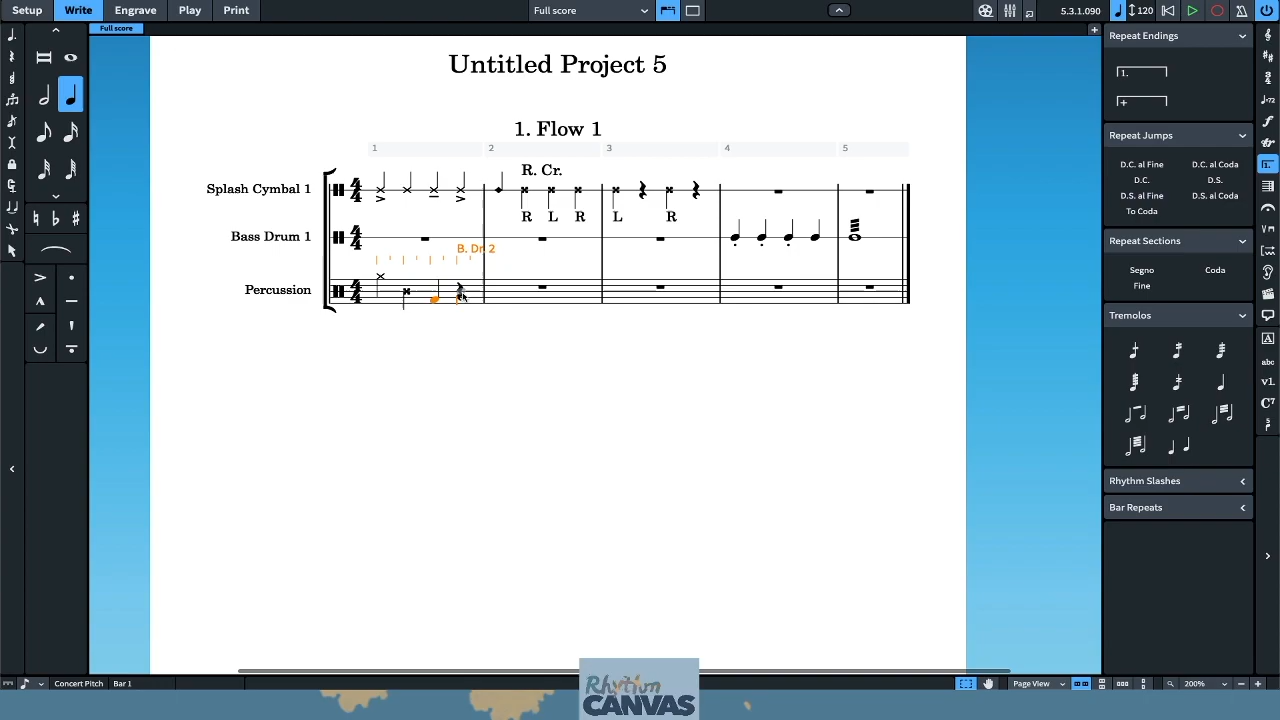 Setup Write Engrave Play Print Full score 5.3.1.090 120
Full score
Untitled Project 5
1. Flow 1
1 2 3 4 5
R. Cr.
Splash Cymbal 1
R L R L R
Bass Drum 1
B. Dr. 2
Percussion
Repeat Endings
1.
+
Repeat Jumps
D.C. al Fine D.C. al Coda
D.C. D.S.
D.S. al Fine D.S. al Coda
To Coda
Repeat Sections
Segno Coda
Fine
Tremolos
Rhythm Slashes
Bar Repeats
abc
v1.
C7
Concert Pitch Bar 1 Page View 200%
Rhythm
CANVAS